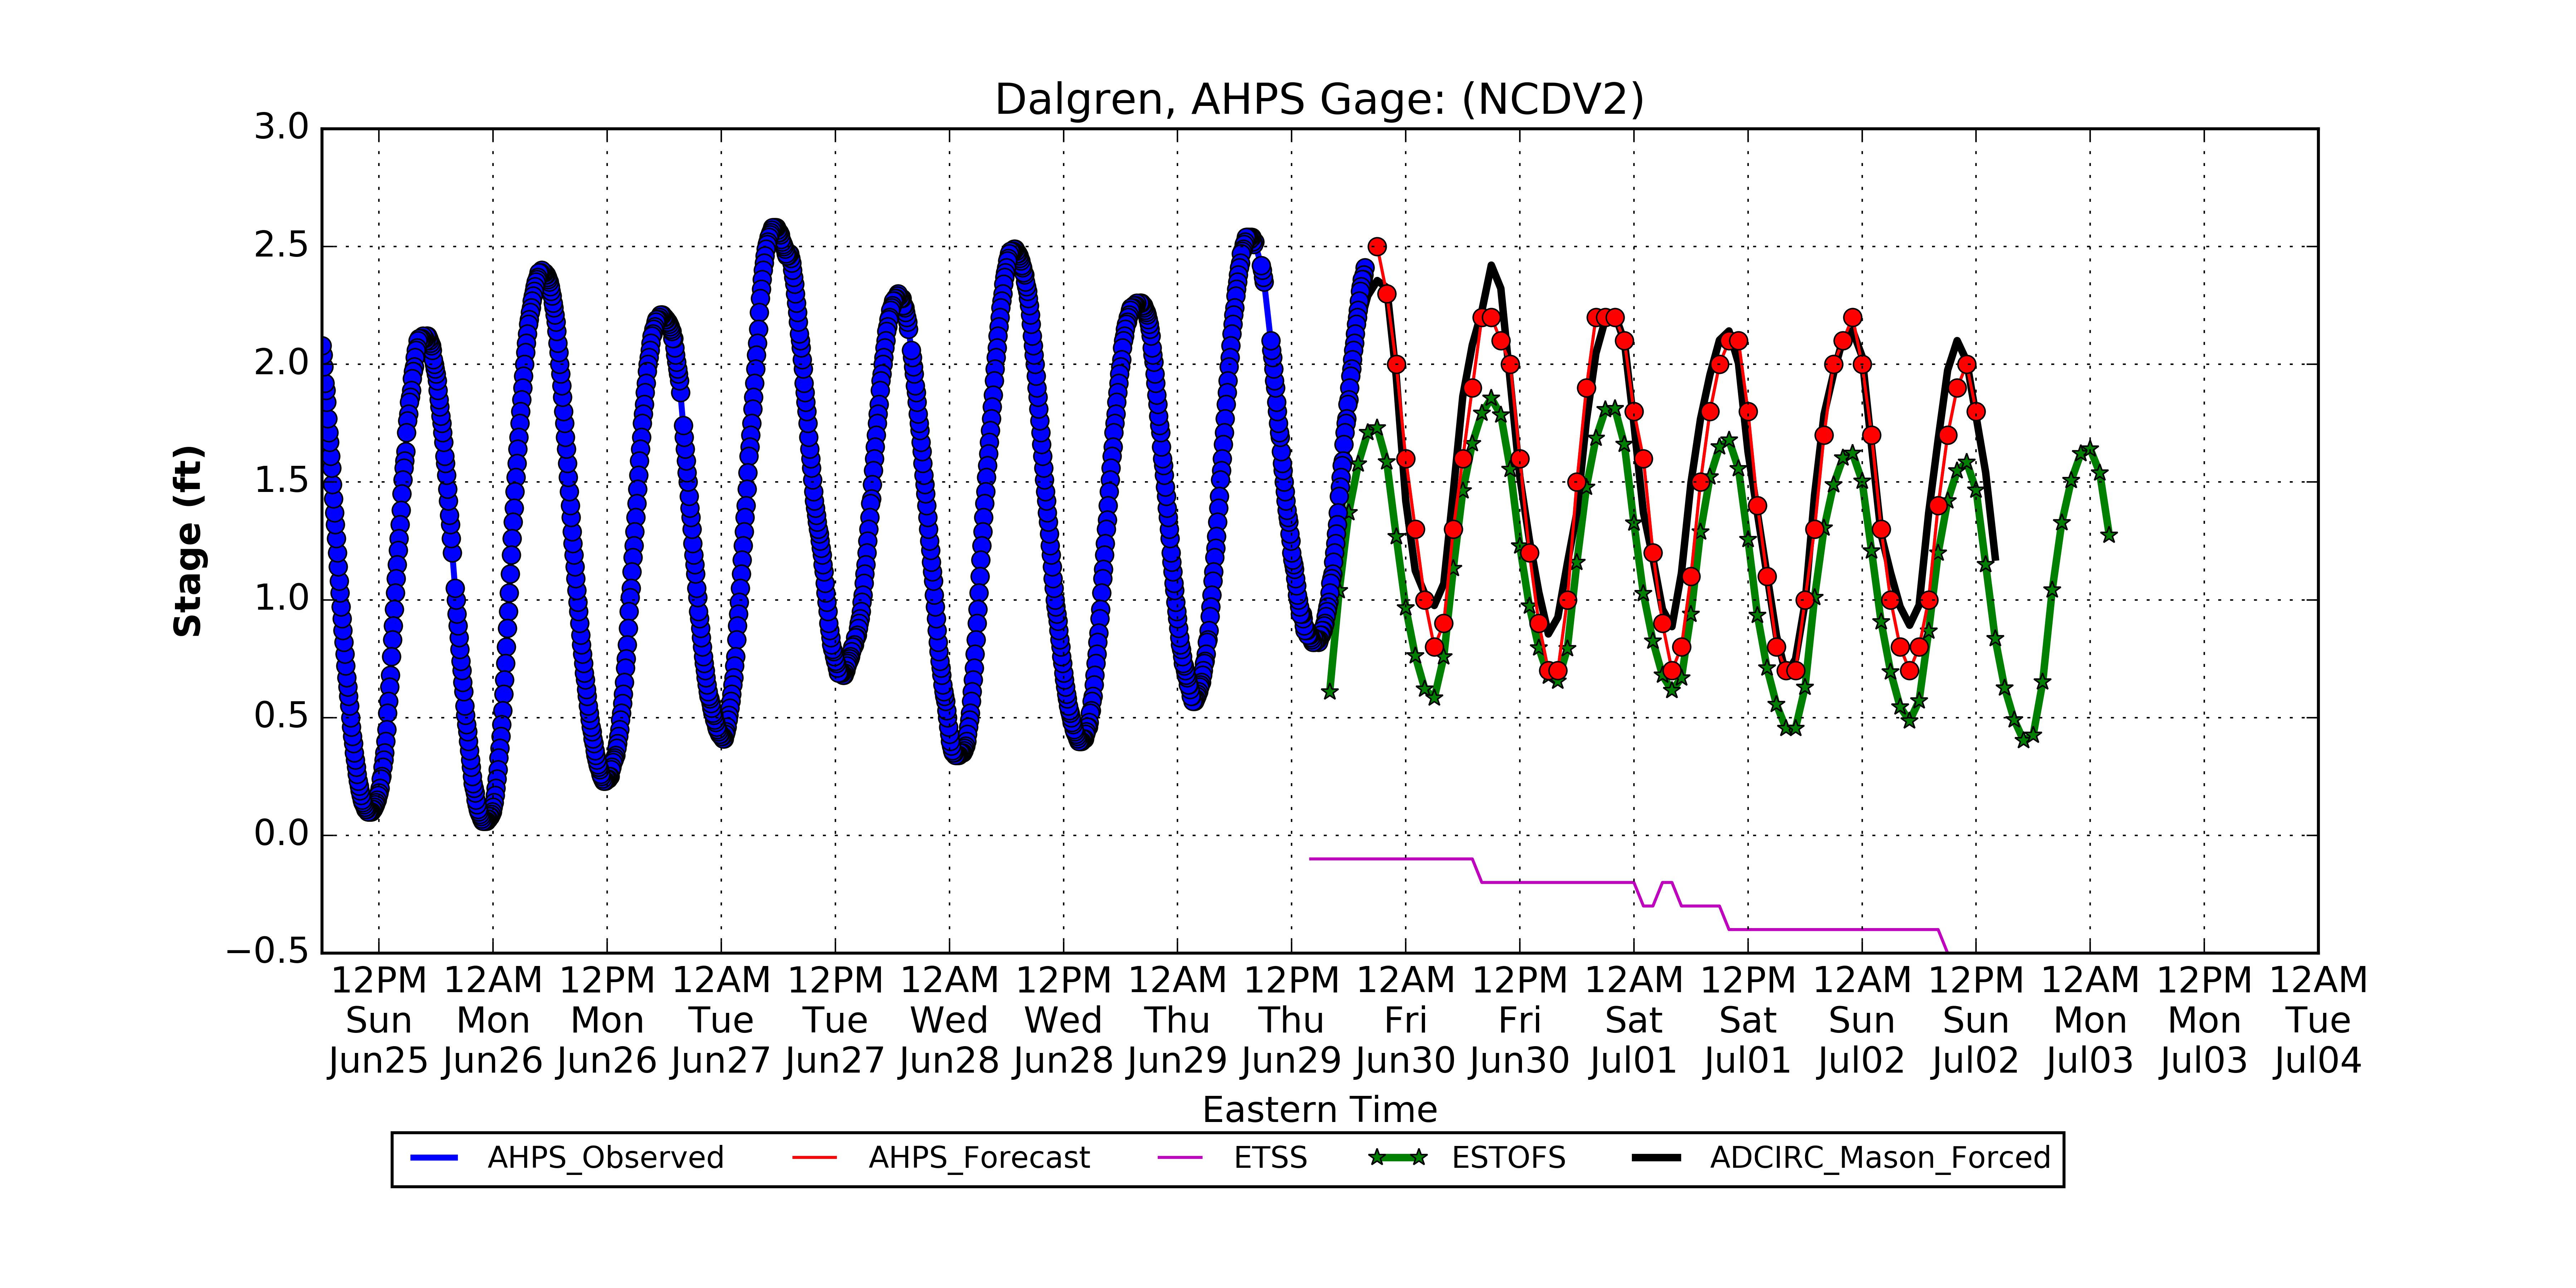 Dalgren, AHPS Gage: (NCDV2)
3.0
2.5
2.0
1.5
1.0
0.5
0.0
−0.5
Stage (ft)
12PM 12AM 12PM 12AM 12PM 12AM 12PM 12AM 12PM 12AM 12PM 12AM 12PM 12AM 12PM 12AM 12PM 12AM
Sun Mon Mon Tue Tue Wed Wed Thu Thu Fri Fri Sat Sat Sun Sun Mon Mon Tue
Jun25 Jun26 Jun26 Jun27 Jun27 Jun28 Jun28 Jun29 Jun29 Jun30 Jun30 Jul01 Jul01 Jul02 Jul02 Jul03 Jul03 Jul04
Eastern Time
AHPS_Observed AHPS_Forecast ETSS ESTOFS ADCIRC_Mason_Forced